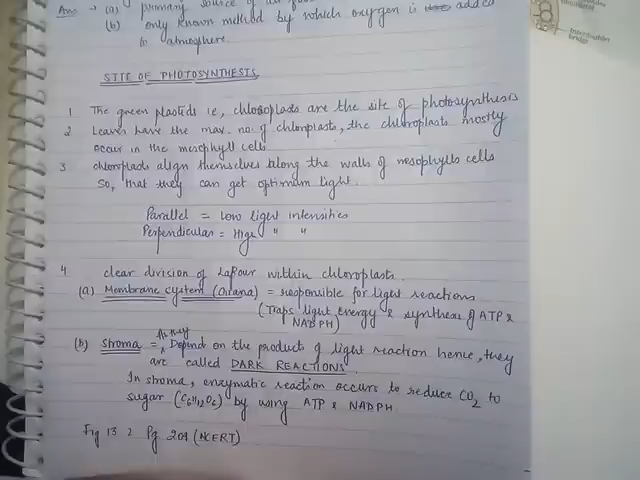 Ans → (a) primary source of all
(b) only known method by which oxygen is added
to atmosphere.
SITE OF PHOTOSYNTHESIS
1 The green plastids i.e, chloroplasts are the site of photosynthesis
2 Leaves have the max. no. of chloroplasts, the chloroplasts mostly
occur in the mesophyll cells
3 chloroplasts align themselves along the walls of mesophylls cells
So, that they can get optimum light.
Parallel = Low light intensities
Perpendicular = High " "
4 clear division of Labour within chloroplasts.
(a) Membrane system (Grana) = responsible for light reactions
(Traps light energy & synthesis of ATP &
NADPH)
(b) Stroma = As they Depend on the product of light reaction hence, they
are called DARK REACTIONS.
In stroma, enzymatic reaction occurs to reduce CO2 to
sugar (C6H12O6) by using ATP & NADPH
Fig 13.2 Pg 209 (NCERT)
bridge